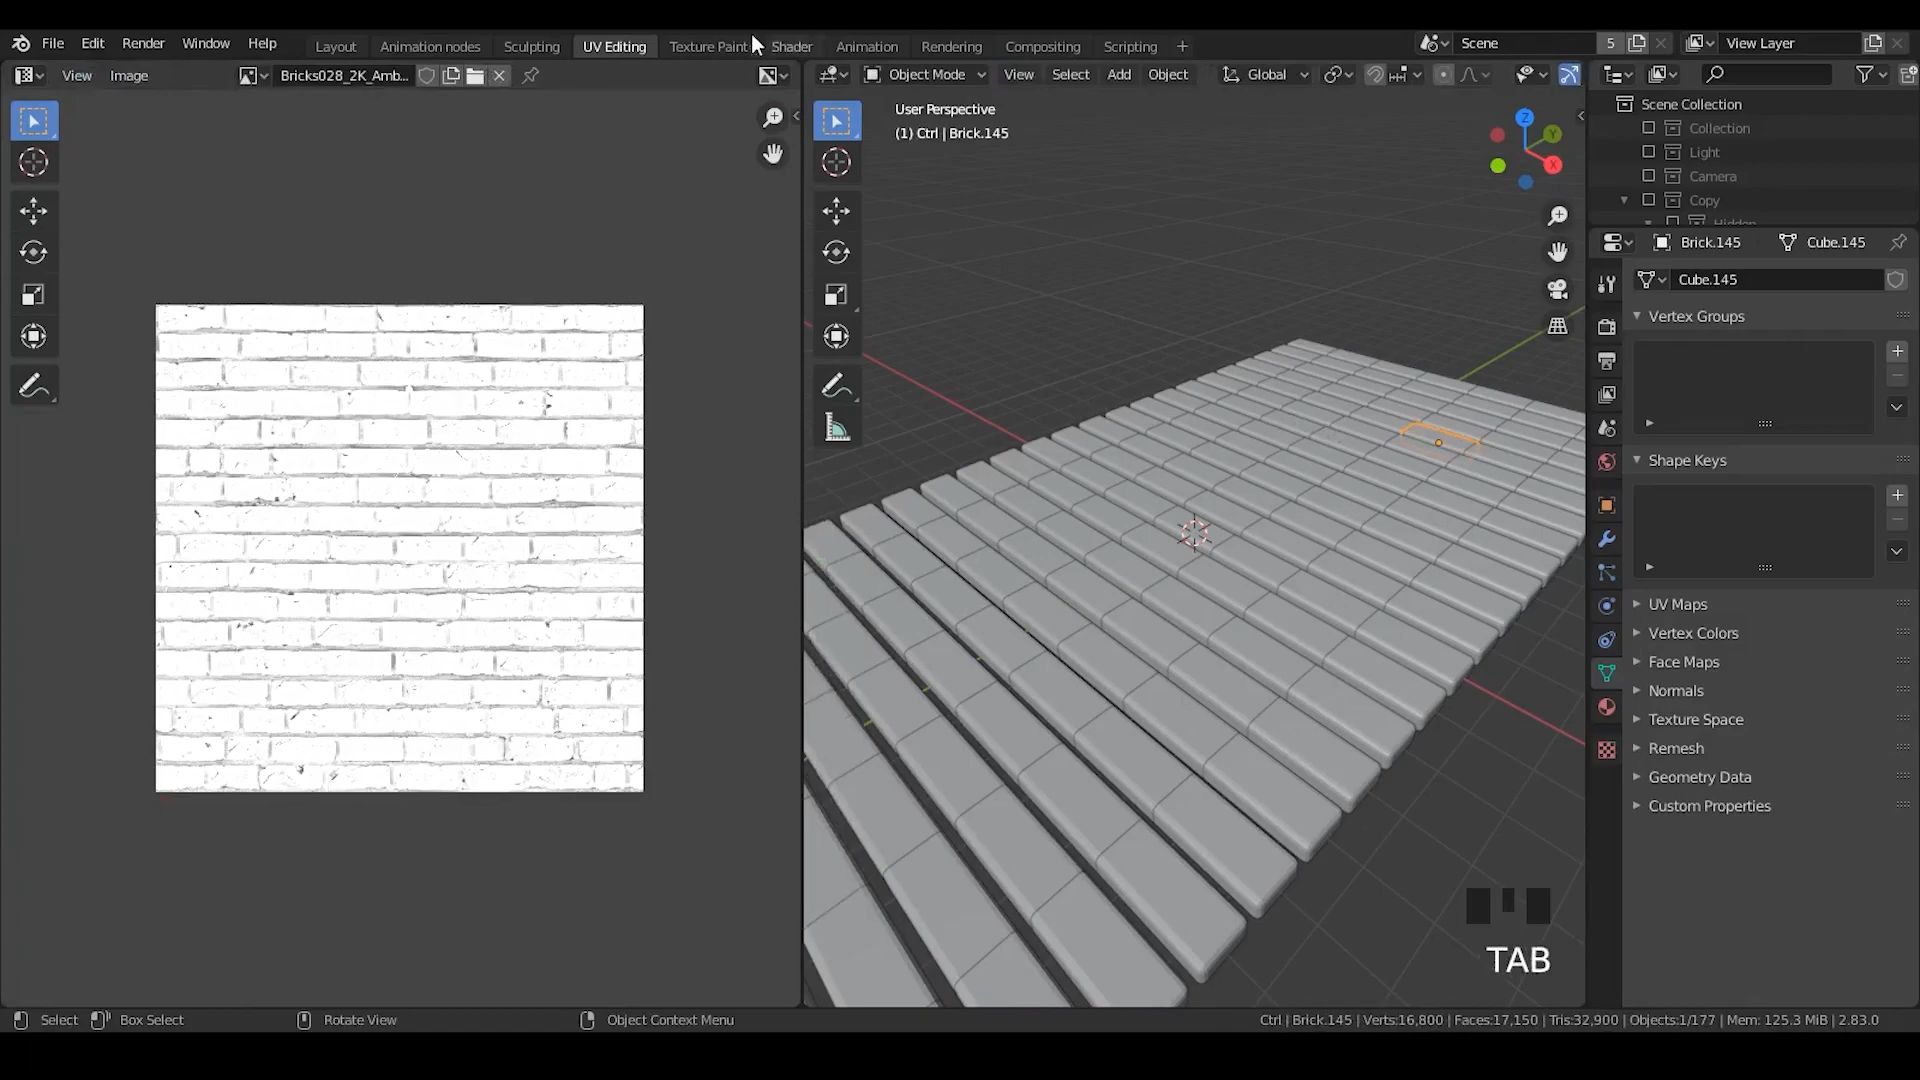 File Edit Render Window Help Layout Animation nodes Sculpting UV Editing Texture Paint Shader Animation Rendering Compositing Scripting + Scene 5 View Layer
View Image Bricks028_2K_Amb... Object Mode View Select Add Object Global
User Perspective
(1) Ctrl | Brick.145
Z
Y
X
Scene Collection
Collection
Light
Camera
Copy
Hidden
Brick.145 Cube.145
Cube.145
Vertex Groups
Shape Keys
UV Maps
Vertex Colors
Face Maps
Normals
Texture Space
Remesh
Geometry Data
Custom Properties
TAB
Select Box Select Rotate View Object Context Menu Ctrl | Brick.145 | Verts:16,800 | Faces:17,150 | Tris:32,900 | Objects:1/177 | Mem: 125.3 MiB | 2.83.0